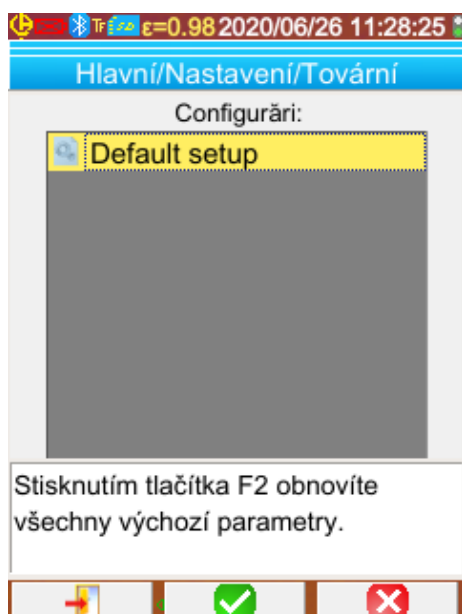 TF ε=0.98 2020/06/26 11:28:25
Hlavní/Nastavení/Tovární
Configurări:
Default setup
Stisknutím tlačítka F2 obnovíte
všechny výchozí parametry.